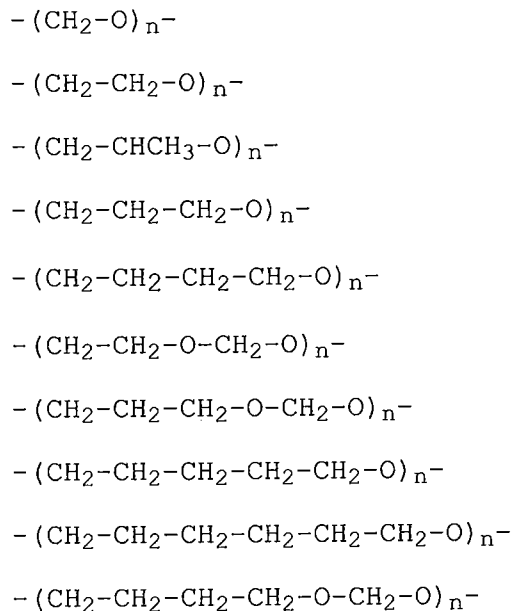 -(CH2-O)n-
-(CH2-CH2-O)n-
-(CH2-CHCH3-O)n-
-(CH2-CH2-CH2-O)n-
-(CH2-CH2-CH2-CH2-O)n-
-(CH2-CH2-O-CH2-O)n-
-(CH2-CH2-CH2-O-CH2-O)n-
-(CH2-CH2-CH2-CH2-CH2-O)n-
-(CH2-CH2-CH2-CH2-CH2-CH2-O)n-
-(CH2-CH2-CH2-CH2-O-CH2-O)n-